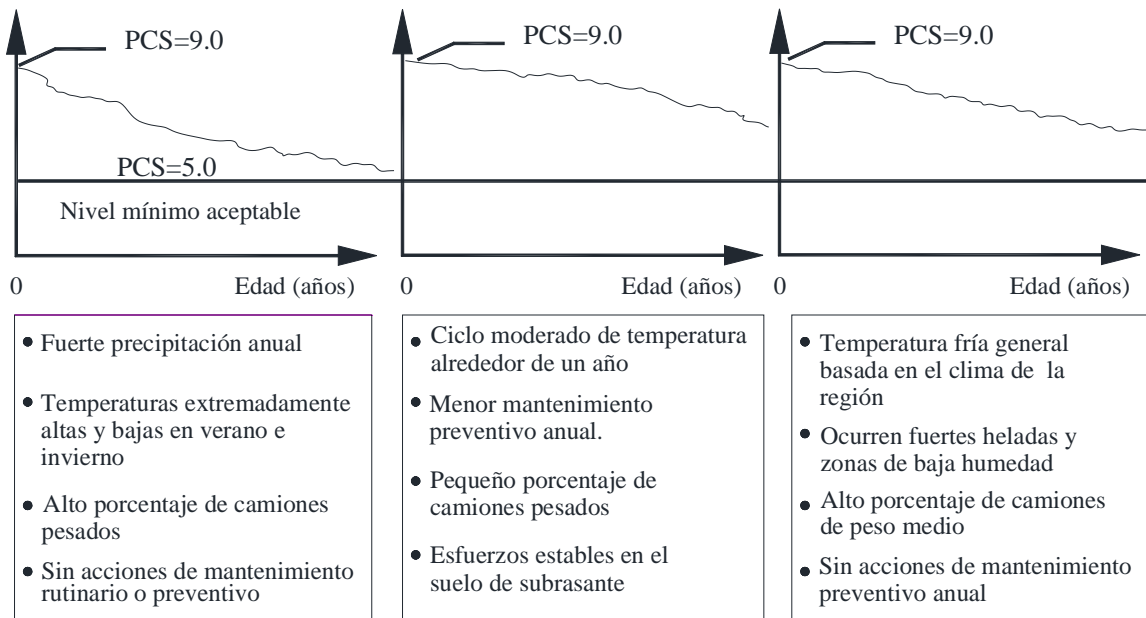 PCS=9.0
PCS=5.0
Nivel mínimo aceptable
0
Edad (años)
PCS=9.0
0
Edad (años)
PCS=9.0
0
Edad (años)
• Fuerte precipitación anual
• Temperaturas extremadamente
altas y bajas en verano e
invierno
• Alto porcentaje de camiones
pesados
• Sin acciones de mantenimiento
rutinario o preventivo
• Ciclo moderado de temperatura
alrededor de un año
• Menor mantenimiento
preventivo anual.
• Pequeño porcentaje de
camiones pesados
• Esfuerzos estables en el
suelo de subrasante
• Temperatura fría general
basada en el clima de la
región
• Ocurren fuertes heladas y
zonas de baja humedad
• Alto porcentaje de camiones
de peso medio
• Sin acciones de mantenimiento
preventivo anual